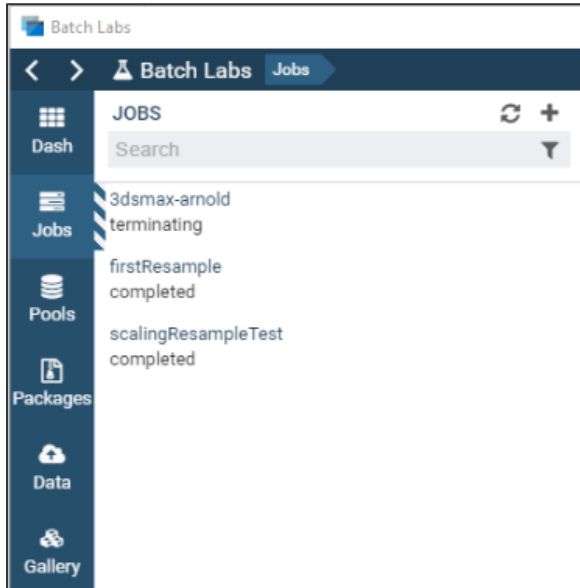 Batch Labs
Batch Labs Jobs
JOBS
Search
Dash
Jobs
Pools
Packages
Data
Gallery
3dsmax-arnold
terminating
firstResample
completed
scalingResampleTest
completed